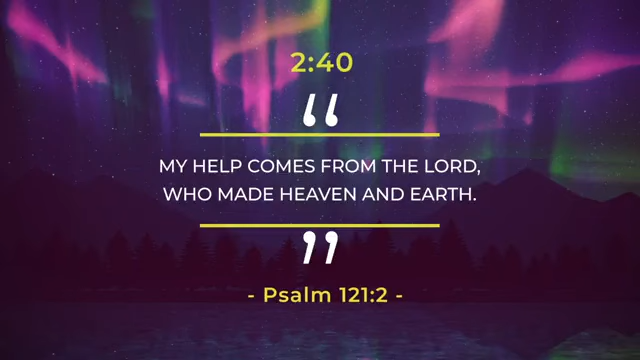 2:40
“
MY HELP COMES FROM THE LORD,
WHO MADE HEAVEN AND EARTH.
”
- Psalm 121:2 -